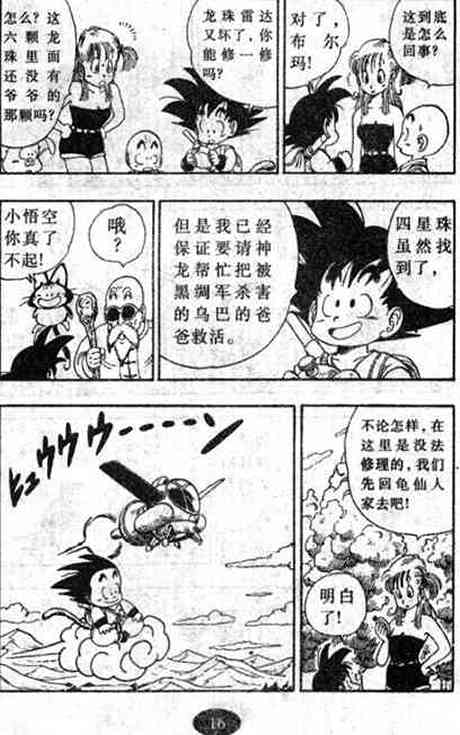 这到底
是怎么
回事?
对了，
布尔
玛!
龙珠雷达
又坏了，你
能修一修
吗?
怎么?这
六颗龙
珠里面
还没有
爷爷的
那颗吗?
四星珠
虽然找
到了，
但是我已经
保证要请神
龙帮忙把被
黑绸军杀害
的乌巴的爸
爸救活。
哦
?
小悟空
你真了
不起!
不论怎样，在
这里是没法
修理的，我们
先回龟仙人
家去吧!
明白
了!
ヒュウウウ-----ン
16